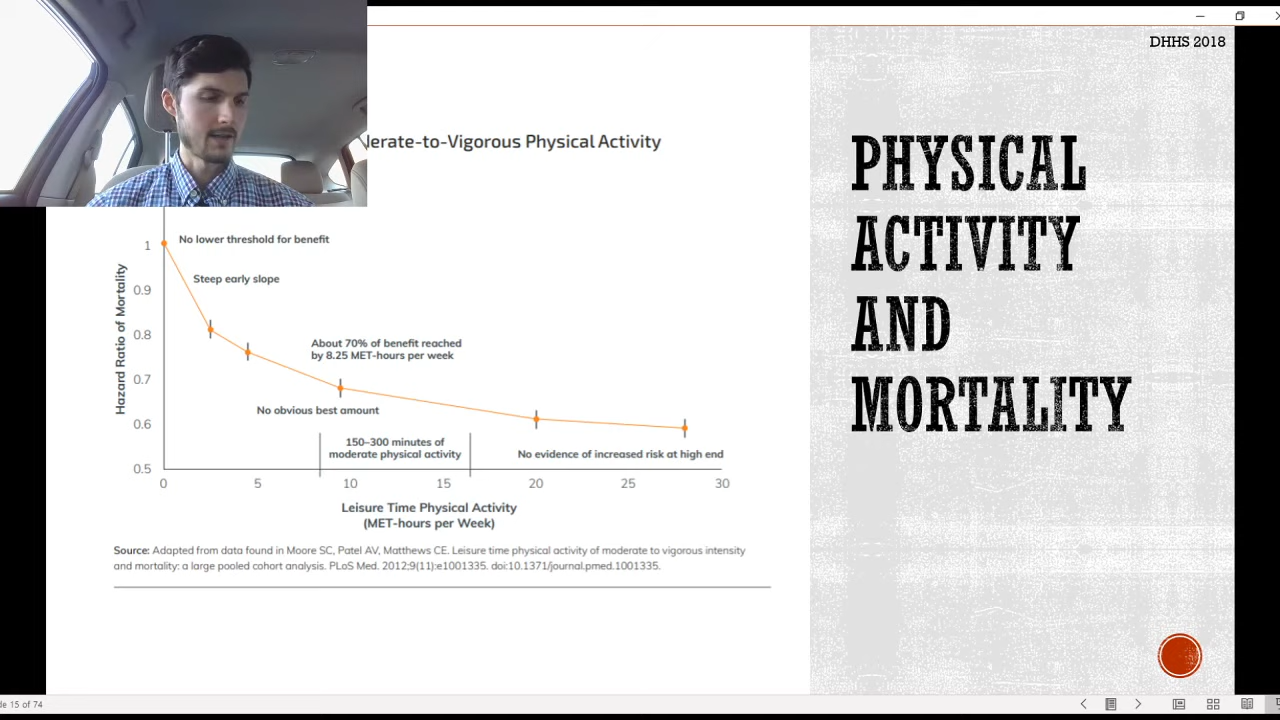 DHHS 2018
lerate-to-Vigorous Physical Activity
PHYSICAL
ACTIVITY
AND
MORTALITY
No lower threshold for benefit
Steep early slope
About 70% of benefit reached
by 8.25 MET-hours per week
No obvious best amount
150–300 minutes of
moderate physical activity
No evidence of increased risk at high end
Hazard Ratio of Mortality
1
0.9
0.8
0.7
0.6
0.5
0 5 10 15 20 25 30
Leisure Time Physical Activity
(MET-hours per Week)
Source: Adapted from data found in Moore SC, Patel AV, Matthews CE. Leisure time physical activity of moderate to vigorous intensity
and mortality: a large pooled cohort analysis. PLoS Med. 2012;9(11):e1001335. doi:10.1371/journal.pmed.1001335.
de 15 of 74